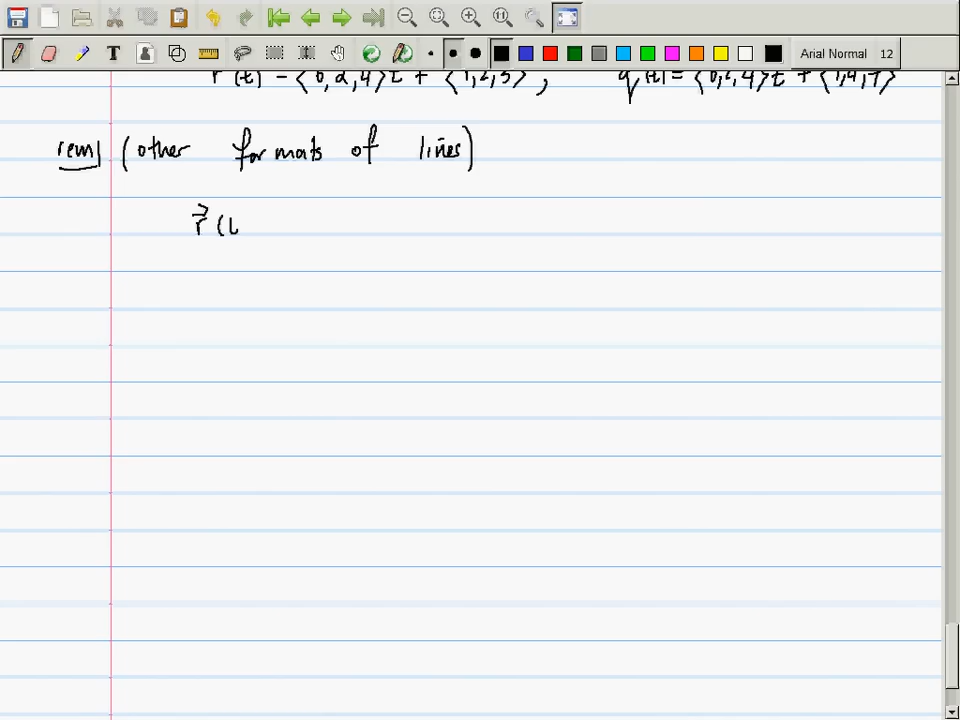 T Arial Normal 12
r(t) = ⟨0,2,4⟩t + ⟨1,2,3⟩, q(t) = ⟨0,2,4⟩t + ⟨1,4,7⟩
rem| (other formats of lines)
r⃗ (